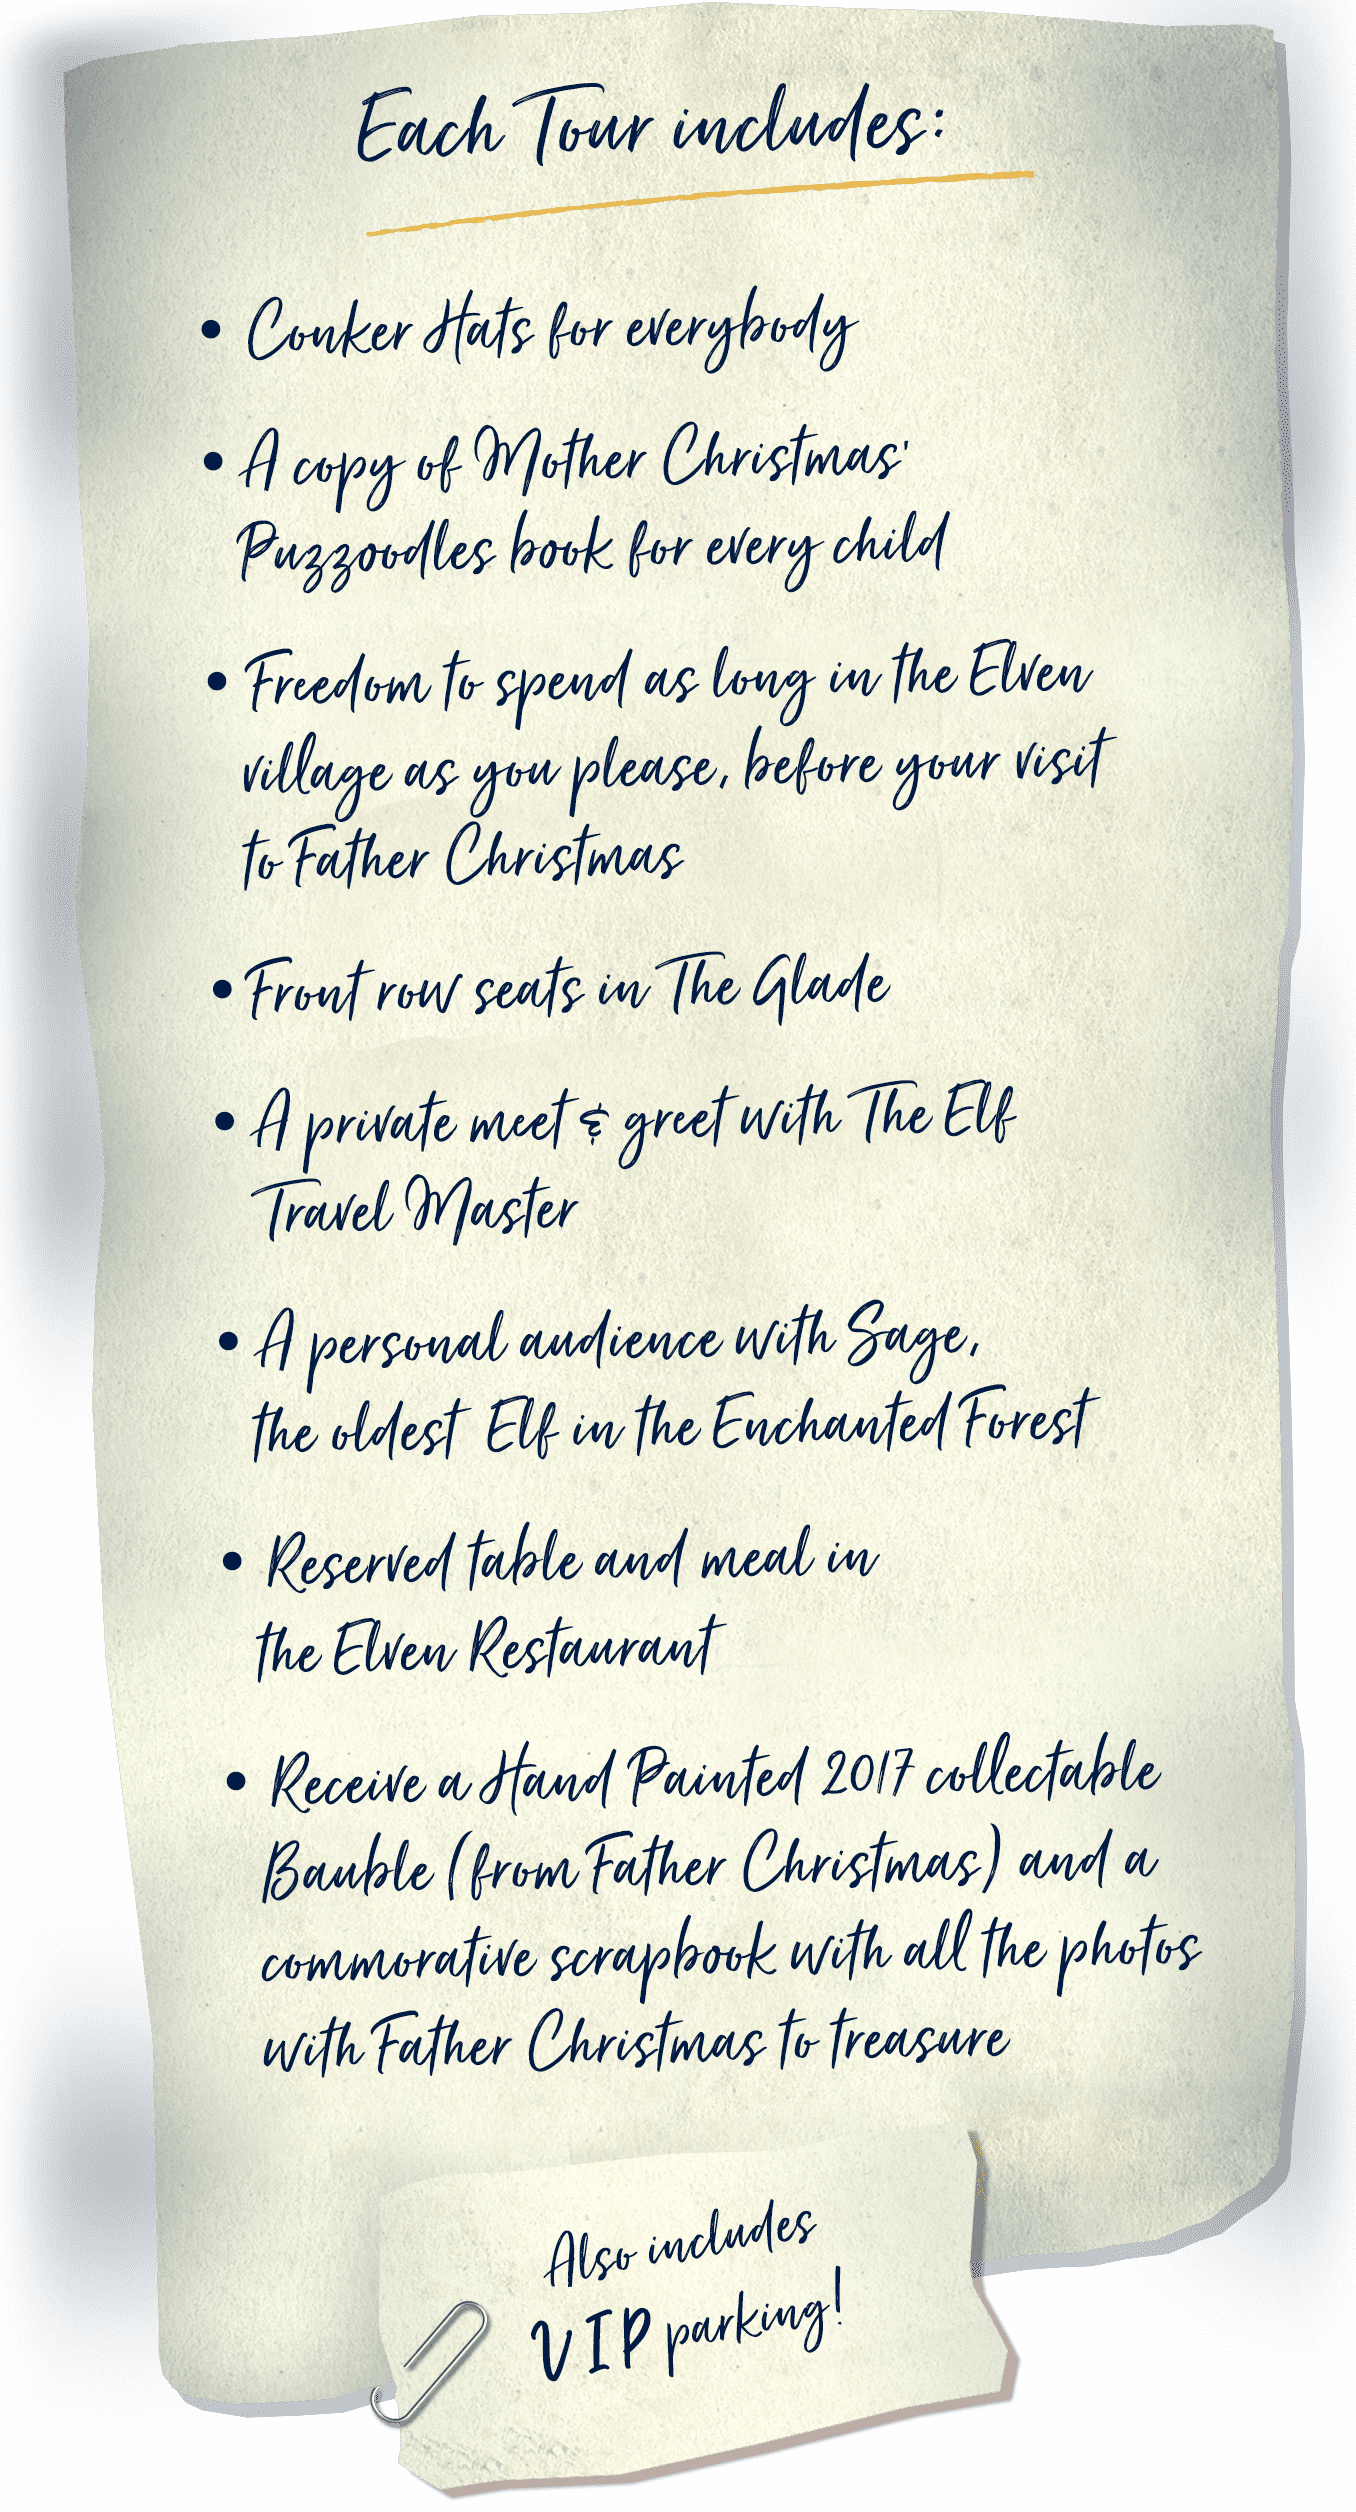 Each Tour includes:
• Conker Hats for everybody
• A copy of Mother Christmas'
Puzzoodles book for every child
• Freedom to spend as long in the Elven
village as you please, before your visit
to Father Christmas
• Front row seats in The Glade
• A private meet & greet with The Elf
Travel Master
• A personal audience with Sage,
the oldest Elf in the Enchanted Forest
• Reserved table and meal in
the Elven Restaurant
• Receive a Hand Painted 2017 collectable
Bauble (from Father Christmas) and a
commorative scrapbook with all the photos
with Father Christmas to treasure
Also includes
VIP parking!